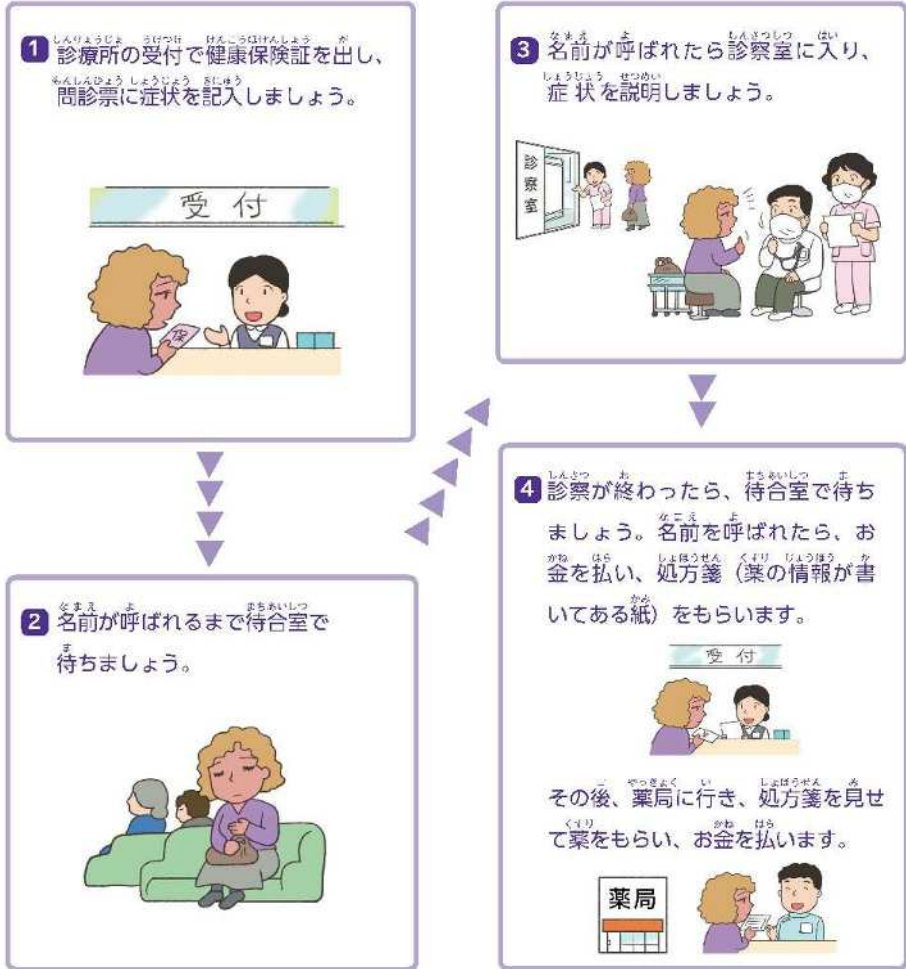 1 診療所の受付で健康保険証を出し、
問診票に症状を記入しましょう。
受付
保
2 名前が呼ばれるまで待合室で
待ちましょう。
3 名前が呼ばれたら診察室に入り、
症状を説明しましょう。
診察室
4 診察が終わったら、待合室で待ち
ましょう。名前を呼ばれたら、お
金を払い、処方箋（薬の情報が書
いてある紙）をもらいます。
受付
その後、薬局に行き、処方箋を見せ
て薬をもらい、お金を払います。
薬局